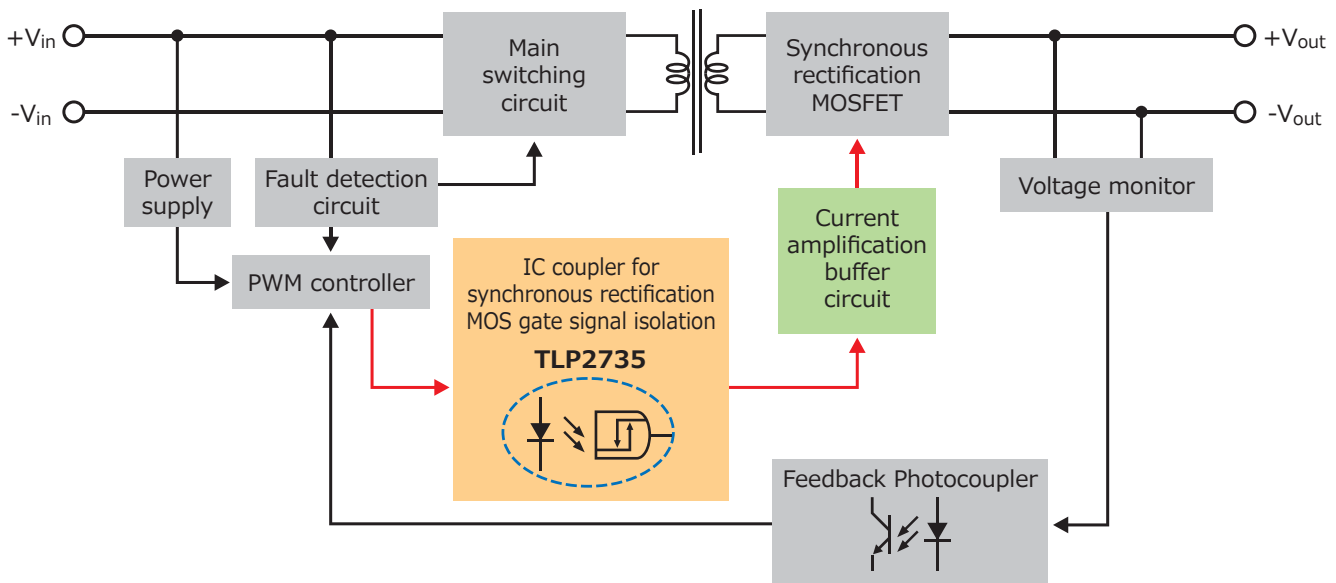 +Vin
-Vin
Main
switching
circuit
Synchronous
rectification
MOSFET
+Vout
-Vout
Power
supply
Fault detection
circuit
Voltage monitor
PWM controller
IC coupler for
synchronous rectification
MOS gate signal isolation
TLP2735
Current
amplification
buffer
circuit
Feedback Photocoupler